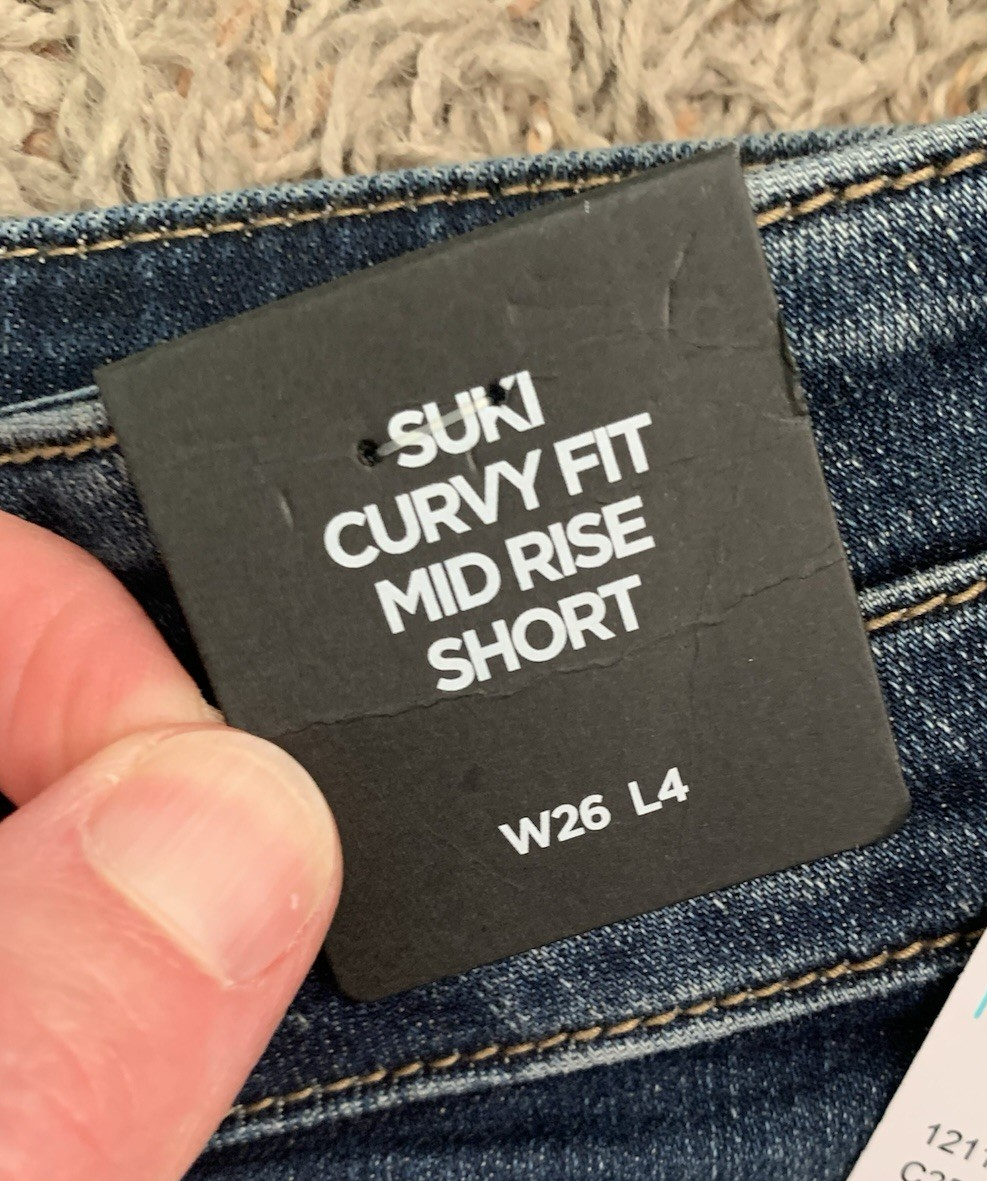 SUKI
CURVY FIT
MID RISE
SHORT
W26 L4